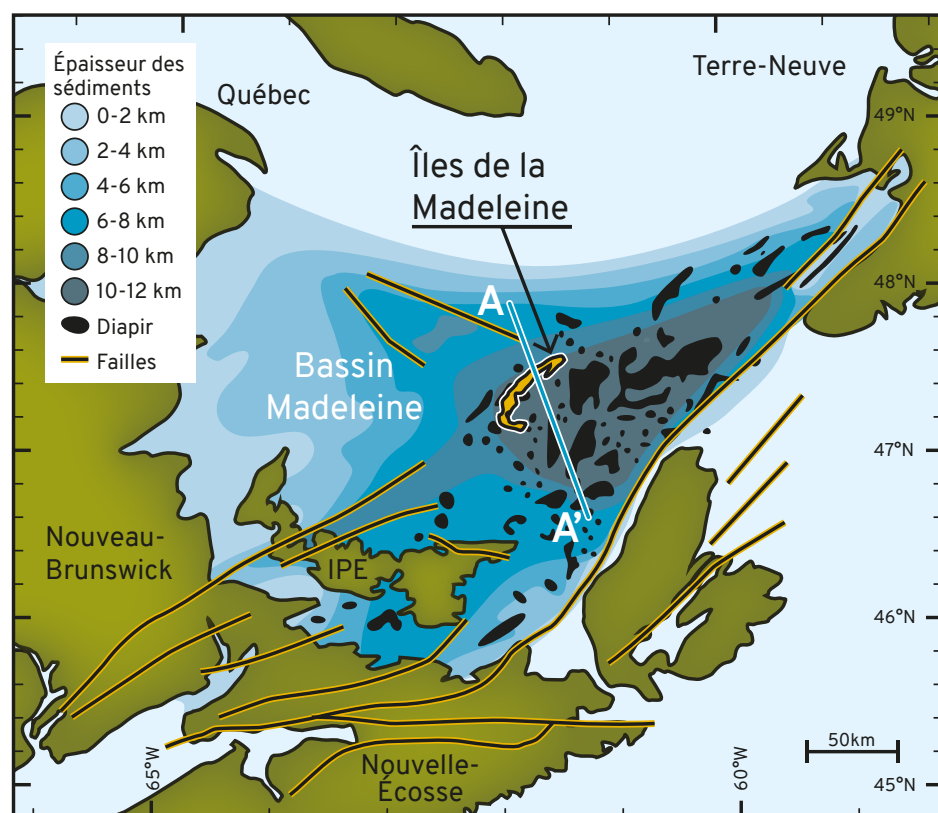 Épaisseur des
sédiments
0-2 km
2-4 km
4-6 km
6-8 km
8-10 km
10-12 km
Diapir
Failles
Québec
Terre-Neuve
Îles de la
Madeleine
49°N
48°N
A
Bassin
Madeleine
47°N
A'
Nouveau-
Brunswick
IPE
46°N
50km
65°W
60°W
Nouvelle-
Écosse
45°N